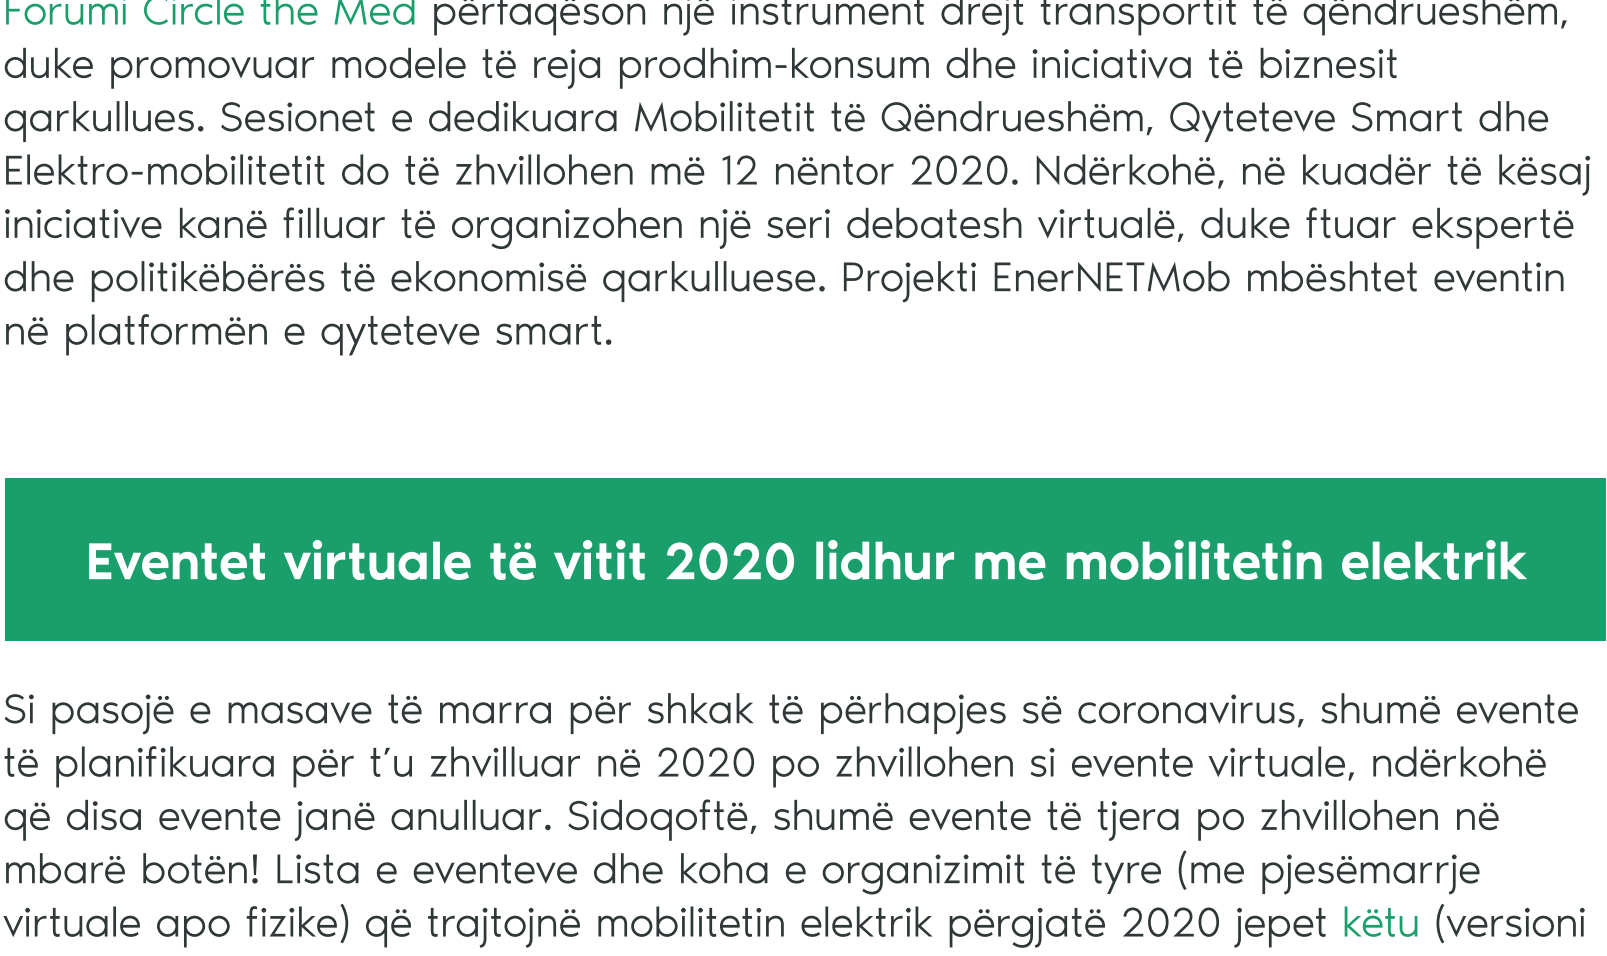 Forumi Circle the Med përfaqëson një instrument drejt transportit të qëndrueshëm,
duke promovuar modele të reja prodhim-konsum dhe iniciativa të biznesit
qarkullues. Sesionet e dedikuara Mobilitetit të Qëndrueshëm, Qyteteve Smart dhe
Elektro-mobilitetit do të zhvillohen më 12 nëntor 2020. Ndërkohë, në kuadër të kësaj
iniciative kanë filluar të organizohen një seri debatesh virtualë, duke ftuar ekspertë
dhe politikëbërës të ekonomisë qarkulluese. Projekti EnerNETMob mbështet eventin
në platformën e qyteteve smart.
Eventet virtuale të vitit 2020 lidhur me mobilitetin elektrik
Si pasojë e masave të marra për shkak të përhapjes së coronavirus, shumë evente
të planifikuara për t’u zhvilluar në 2020 po zhvillohen si evente virtuale, ndërkohë
që disa evente janë anulluar. Sidoqoftë, shumë evente të tjera po zhvillohen në
mbarë botën! Lista e eventeve dhe koha e organizimit të tyre (me pjesëmarrje
virtuale apo fizike) që trajtojnë mobilitetin elektrik përgjatë 2020 jepet këtu (versioni